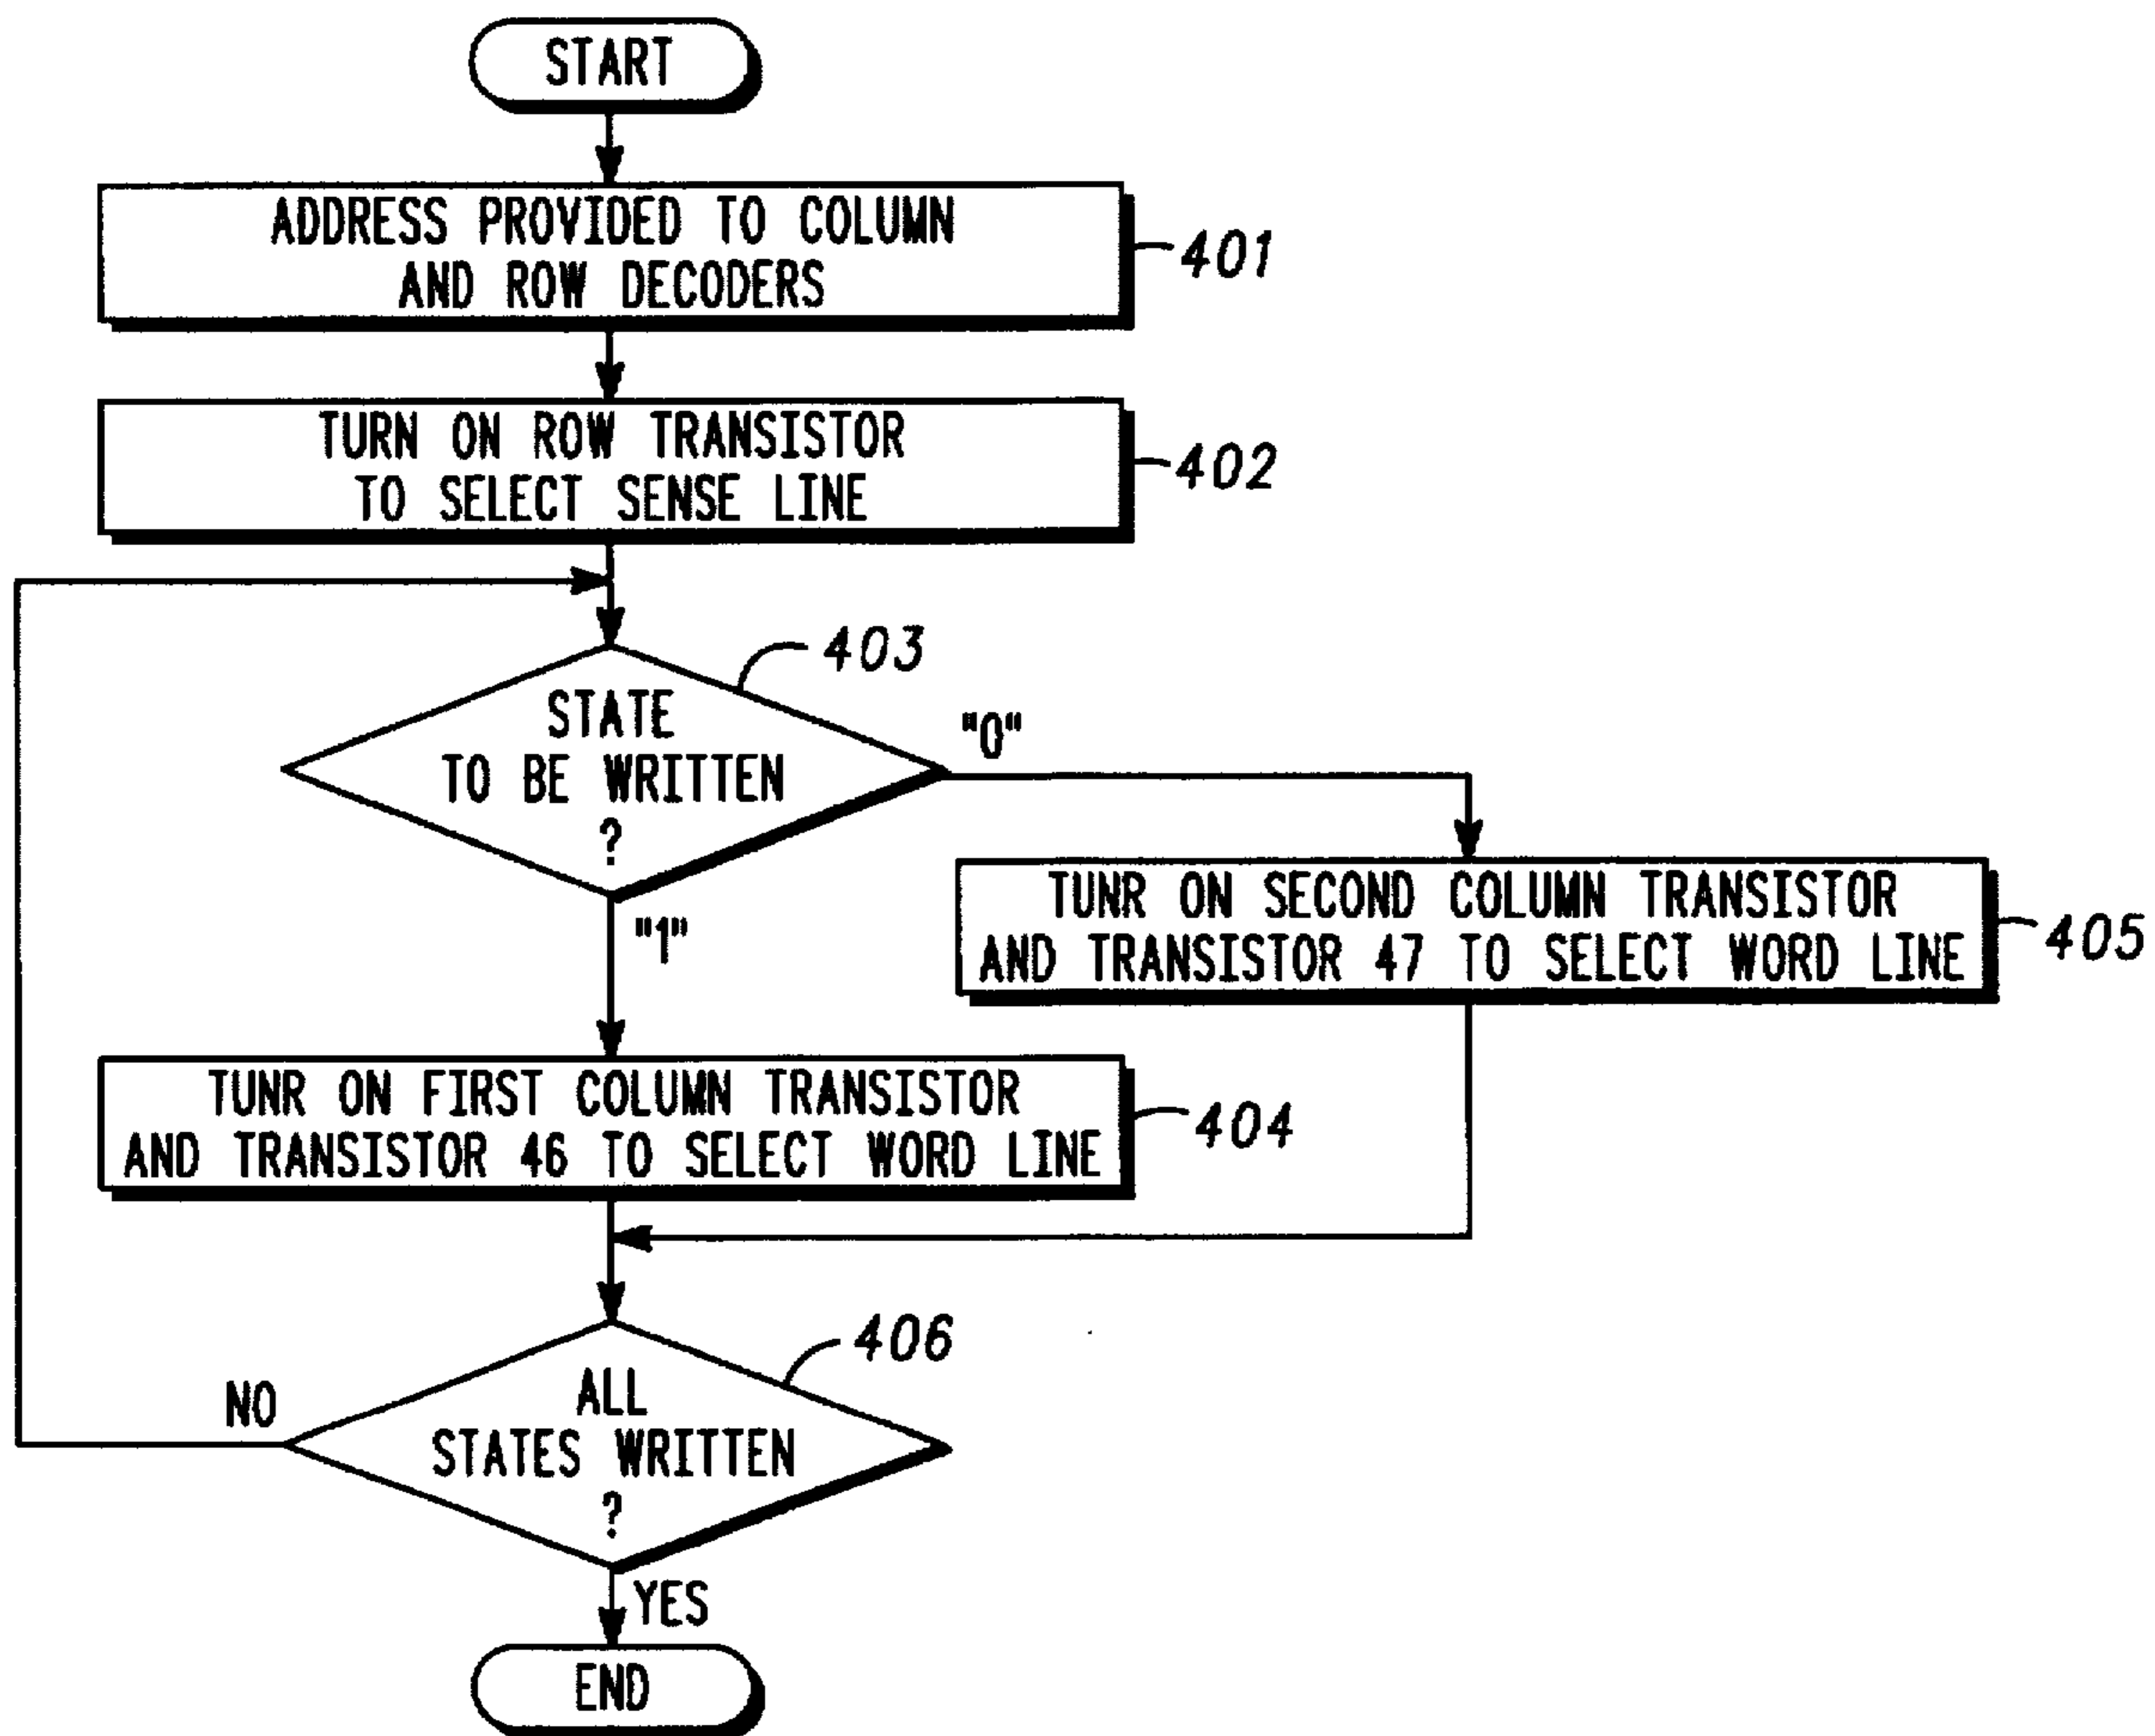 START
ADDRESS PROVIDED TO COLUMN
AND ROW DECODERS
401
TURN ON ROW TRANSISTOR
TO SELECT SENSE LINE
402
403
STATE
TO BE WRITTEN
?
"0"
"1"
TUNR ON SECOND COLUMN TRANSISTOR
AND TRANSISTOR 47 TO SELECT WORD LINE
405
TUNR ON FIRST COLUMN TRANSISTOR
AND TRANSISTOR 46 TO SELECT WORD LINE
404
406
ALL
STATES WRITTEN
?
NO
YES
END